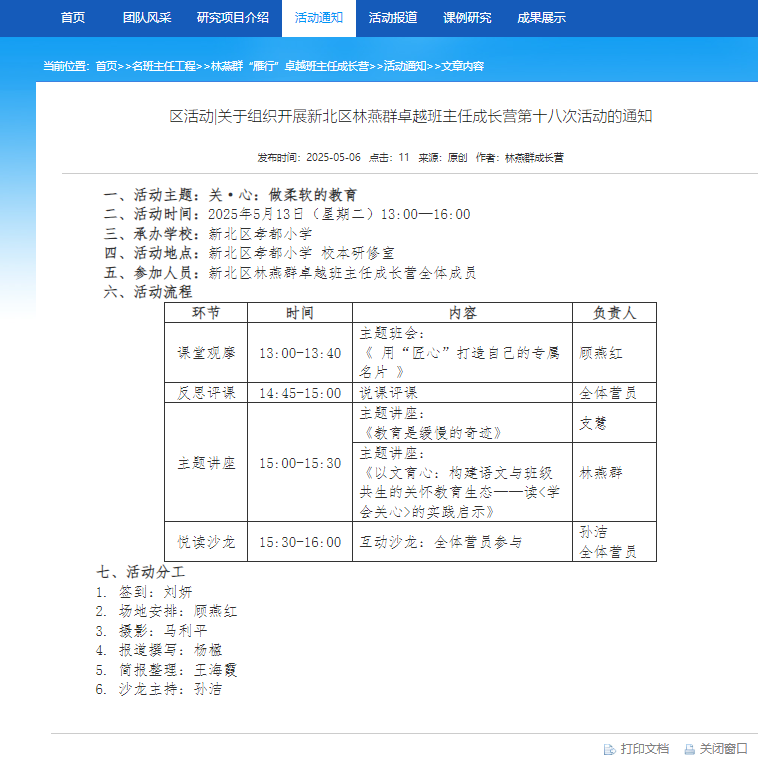 首页 团队风采 研究项目介绍 活动通知 活动报道 课例研究 成果展示
当前位置：首页>>名班主任工程>>林燕群“雁行”卓越班主任成长营>>活动通知>>文章内容
区活动|关于组织开展新北区林燕群卓越班主任成长营第十八次活动的通知
发布时间：2025-05-06 点击：11 来源：原创 作者：林燕群成长营
一、活动主题：关·心：做柔软的教育
二、活动时间：2025年5月13日（星期二）13:00—16:00
三、承办学校：新北区孝都小学
四、活动地点：新北区孝都小学 校本研修室
五、参加人员：新北区林燕群卓越班主任成长营全体成员
六、活动流程
环节 时间 内容 负责人
课堂观摩 13:00-13:40
主题班会：
《 用“匠心”打造自己的专属
名片 》
顾燕红
反思评课 14:45-15:00 说课评课 全体营员
主题讲座 15:00-15:30
主题讲座：
《教育是缓慢的奇迹》
支慧
主题讲座：
《以文育心：构建语文与班级
共生的关怀教育生态——读<学
会关心>的实践启示》
林燕群
悦读沙龙 15:30-16:00 互动沙龙：全体营员参与
孙洁
全体营员
七、活动分工
1. 签到：刘妍
2. 场地安排：顾燕红
3. 摄影：马利平
4. 报道撰写：杨楹
5. 简报整理：王海霞
6. 沙龙主持：孙洁
打印文档 关闭窗口